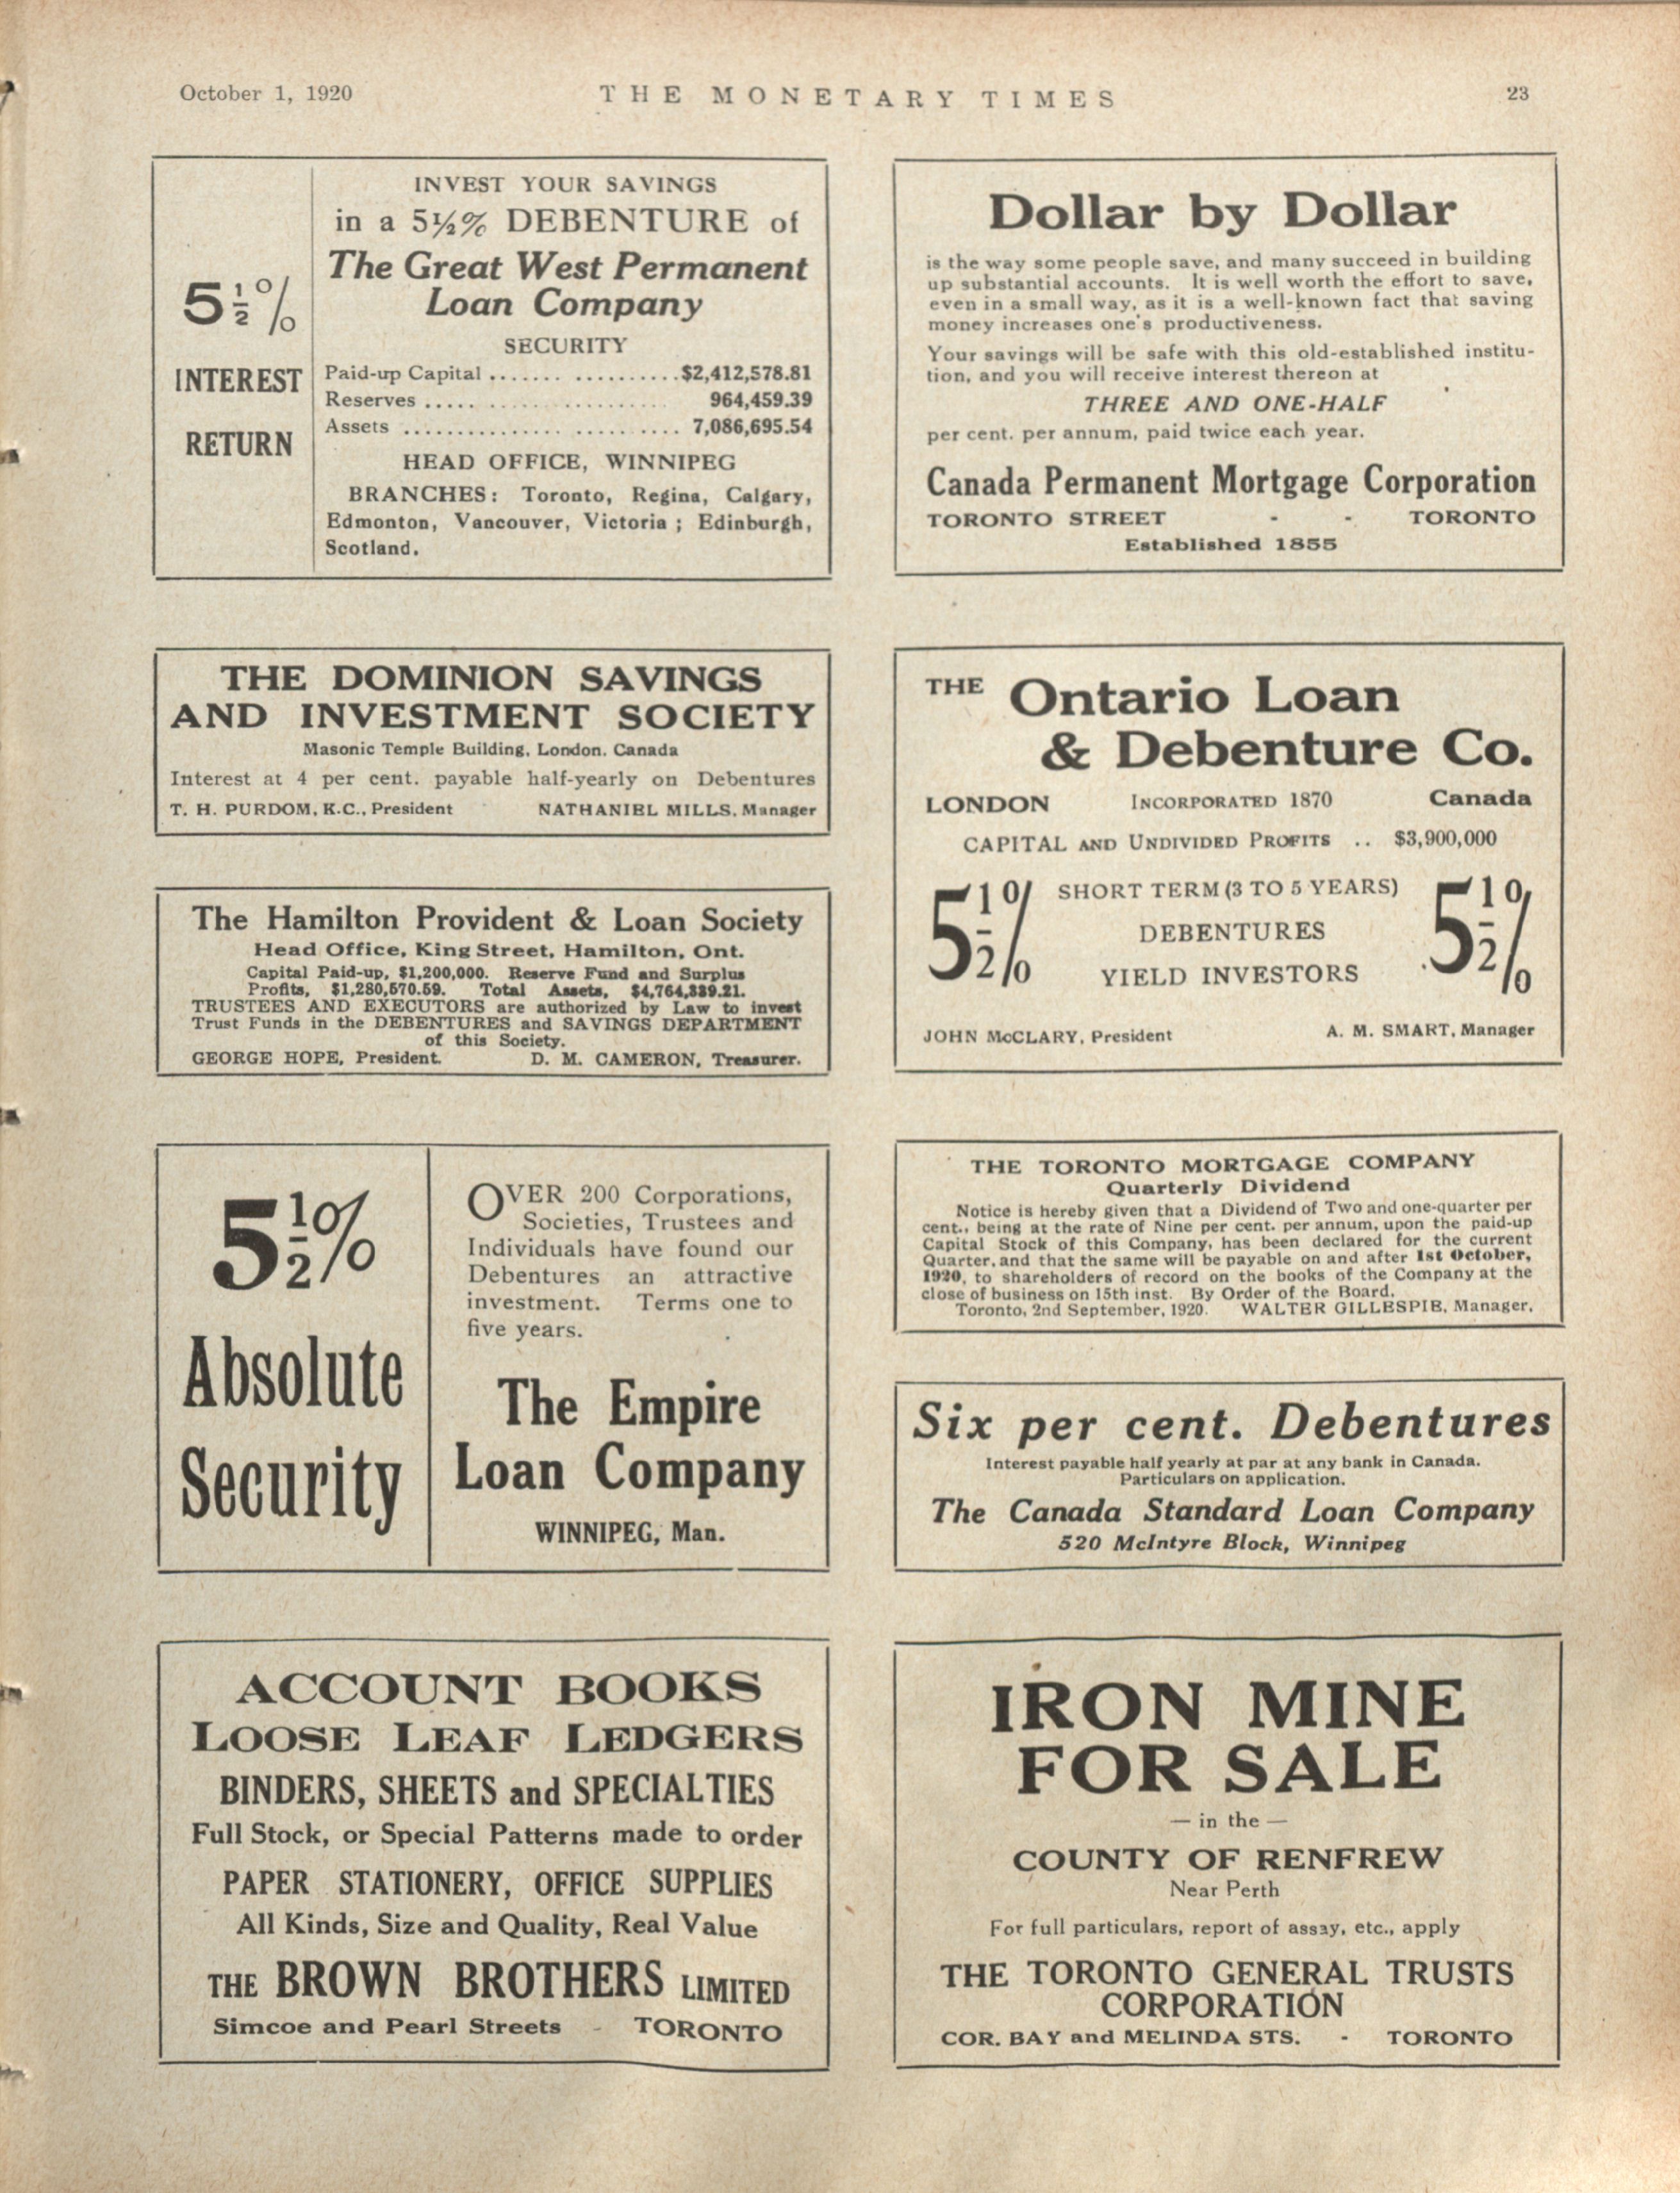 October 1, 1920
THE MONETARY TIMES
23
5½%
INTEREST
RETURN
INVEST YOUR SAVINGS
in a 5½% DEBENTURE of
The Great West Permanent
Loan Company
SECURITY
Paid-up Capital ....... ..........$2,412,578.81
Reserves ..... ...................... 964,459.39
Assets ............... .......... 7,086,695.54
HEAD OFFICE, WINNIPEG
BRANCHES: Toronto, Regina, Calgary,
Edmonton, Vancouver, Victoria ; Edinburgh,
Scotland.
THE DOMINION SAVINGS
AND INVESTMENT SOCIETY
Masonic Temple Building, London, Canada
Interest at 4 per cent. payable half-yearly on Debentures
T. H. PURDOM, K.C., President NATHANIEL MILLS, Manager
The Hamilton Provident & Loan Society
Head Office, King Street, Hamilton, Ont.
Capital Paid-up, $1,200,000. Reserve Fund and Surplus
Profits, $1,280,570.59. Total Assets, $4,764,339.21.
TRUSTEES AND EXECUTORS are authorized by Law to invest
Trust Funds in the DEBENTURES and SAVINGS DEPARTMENT
of this Society.
GEORGE HOPE, President. D. M. CAMERON, Treasurer.
5½%
Absolute
Security
OVER 200 Corporations,
Societies, Trustees and
Individuals have found our
Debentures an attractive
investment. Terms one to
five years.
The Empire
Loan Company
WINNIPEG, Man.
ACCOUNT BOOKS
LOOSE LEAF LEDGERS
BINDERS, SHEETS and SPECIALTIES
Full Stock, or Special Patterns made to order
PAPER STATIONERY, OFFICE SUPPLIES
All Kinds, Size and Quality, Real Value
THE BROWN BROTHERS LIMITED
Simcoe and Pearl Streets - TORONTO
Dollar by Dollar
is the way some people save, and many succeed in building
up substantial accounts. It is well worth the effort to save,
even in a small way, as it is a well-known fact that saving
money increases one's productiveness.
Your savings will be safe with this old-established institu-
tion, and you will receive interest thereon at
THREE AND ONE-HALF
per cent. per annum, paid twice each year.
Canada Permanent Mortgage Corporation
TORONTO STREET - - TORONTO
Established 1855
THE Ontario Loan
& Debenture Co.
LONDON INCORPORATED 1870 Canada
CAPITAL AND UNDIVIDED PROFITS .. $3,900,000
5½% SHORT TERM (3 TO 5 YEARS) 5½%
DEBENTURES
YIELD INVESTORS
JOHN McCLARY, President A. M. SMART, Manager
THE TORONTO MORTGAGE COMPANY
Quarterly Dividend
Notice is hereby given that a Dividend of Two and one-quarter per
cent., being at the rate of Nine per cent. per annum, upon the paid-up
Capital Stock of this Company, has been declared for the current
Quarter, and that the same will be payable on and after 1st October,
1920, to shareholders of record on the books of the Company at the
close of business on 15th inst. By Order of the Board.
Toronto, 2nd September, 1920. WALTER GILLESPIE, Manager.
Six per cent. Debentures
Interest payable half yearly at par at any bank in Canada.
Particulars on application.
The Canada Standard Loan Company
520 McIntyre Block, Winnipeg
IRON MINE
FOR SALE
— in the —
COUNTY OF RENFREW
Near Perth
For full particulars, report of assay, etc., apply
THE TORONTO GENERAL TRUSTS
CORPORATION
COR. BAY and MELINDA STS. - TORONTO